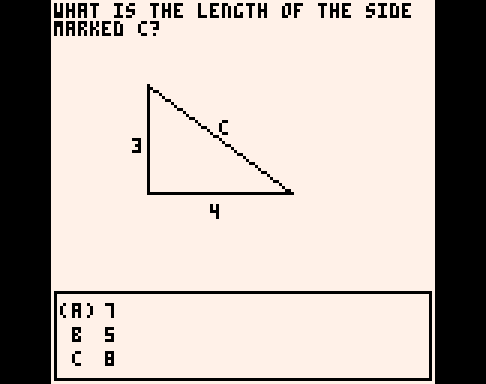 WHAT IS THE LENGTH OF THE SIDE
MARKED C?
C
3
4
(A) 7
B 5
C 8